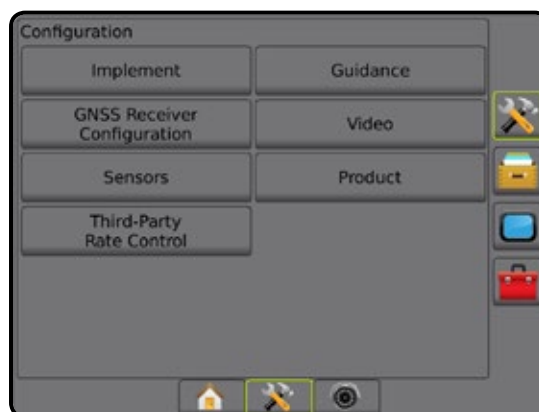 Configuration
Implement
Guidance
GNSS Receiver
Configuration
Video
Sensors
Product
Third-Party
Rate Control